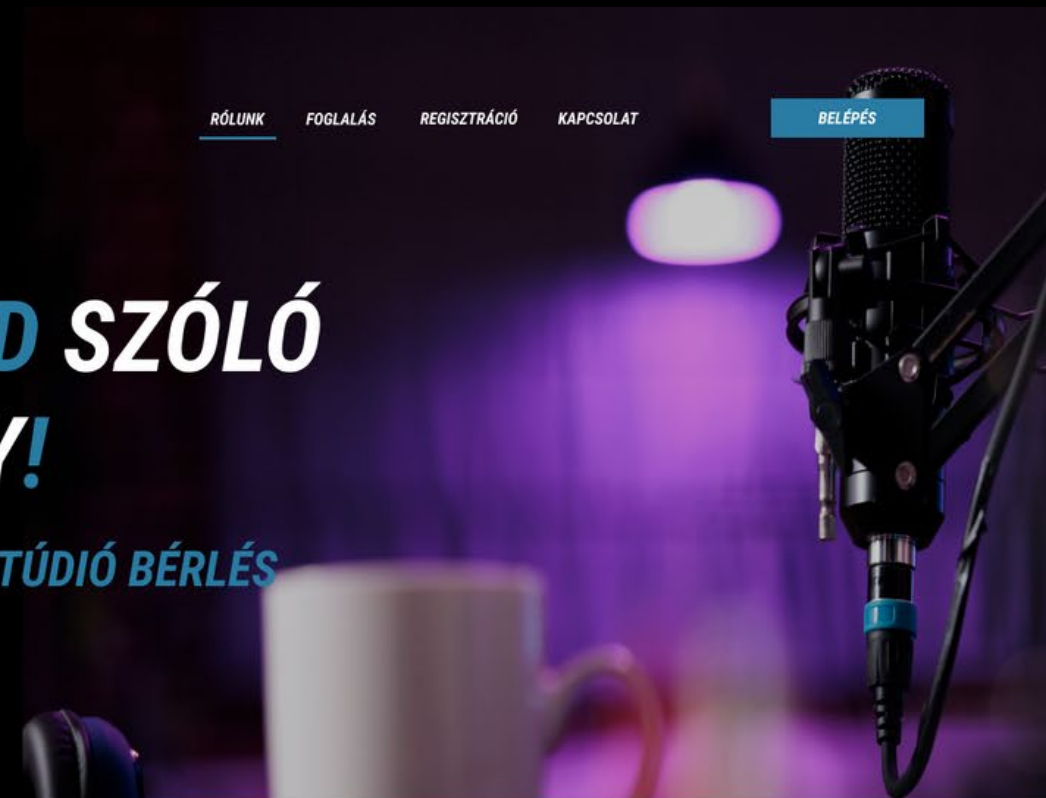 RÓLUNK FOGLALÁS REGISZTRÁCIÓ KAPCSOLAT BELÉPÉS
D SZÓLÓ
Y!
TÚDIÓ BÉRLÉS